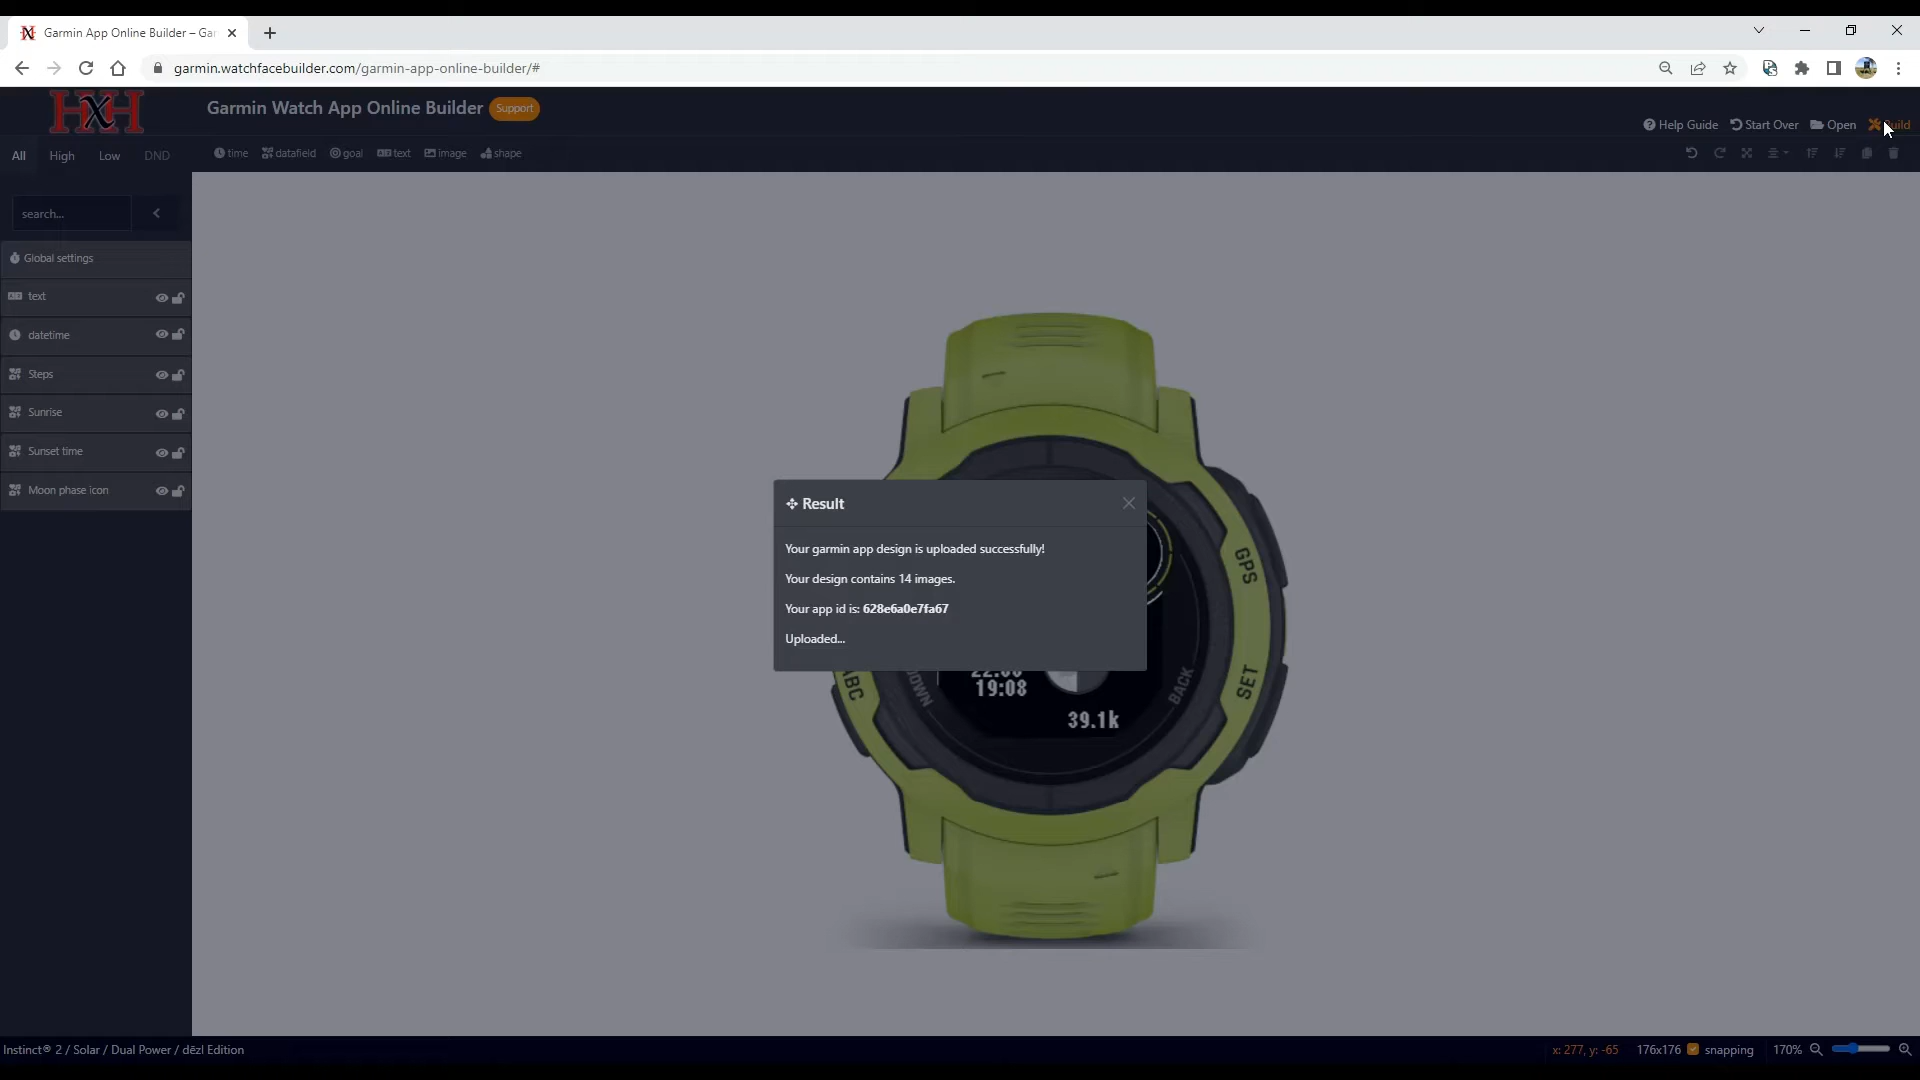 Garmin App Online Builder – Gar
garmin.watchfacebuilder.com/garmin-app-online-builder/#
HXH
Garmin Watch App Online Builder
Support
Help Guide
Start Over
Open
All
High
Low
DND
time
datafield
goal
text
image
shape
search...
Global settings
text
datetime
Steps
Sunrise
Sunset time
Moon phase icon
Result
Your garmin app design is uploaded successfully!
Your design contains 14 images.
Your app id is: 628e6a0e7fa67
Uploaded...
GPS
SET
BACK
19:08
39.1k
Instinct® 2 / Solar / Dual Power / dēzl Edition
x: 277, y: -65
176x176
snapping
170%